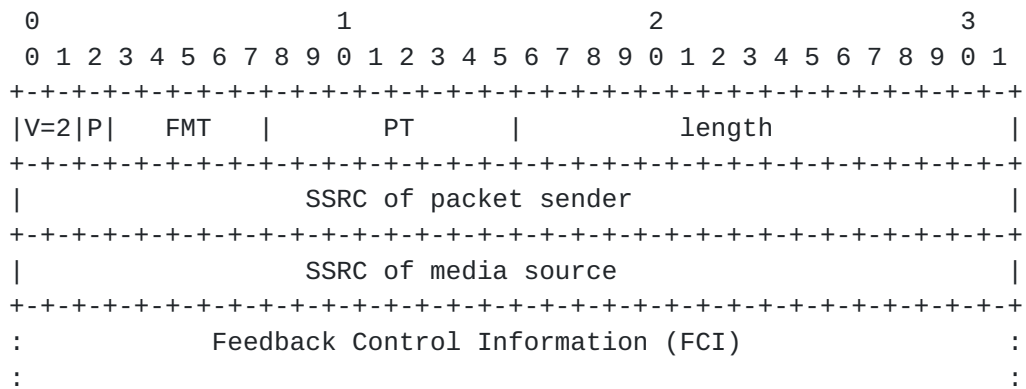 0                   1                   2                   3
 0 1 2 3 4 5 6 7 8 9 0 1 2 3 4 5 6 7 8 9 0 1 2 3 4 5 6 7 8 9 0 1
+-+-+-+-+-+-+-+-+-+-+-+-+-+-+-+-+-+-+-+-+-+-+-+-+-+-+-+-+-+-+-+-+
|V=2|P|   FMT   |       PT      |          length               |
+-+-+-+-+-+-+-+-+-+-+-+-+-+-+-+-+-+-+-+-+-+-+-+-+-+-+-+-+-+-+-+-+
|                  SSRC of packet sender                        |
+-+-+-+-+-+-+-+-+-+-+-+-+-+-+-+-+-+-+-+-+-+-+-+-+-+-+-+-+-+-+-+-+
|                  SSRC of media source                         |
+-+-+-+-+-+-+-+-+-+-+-+-+-+-+-+-+-+-+-+-+-+-+-+-+-+-+-+-+-+-+-+-+
:            Feedback Control Information (FCI)                 :
:                                                               :